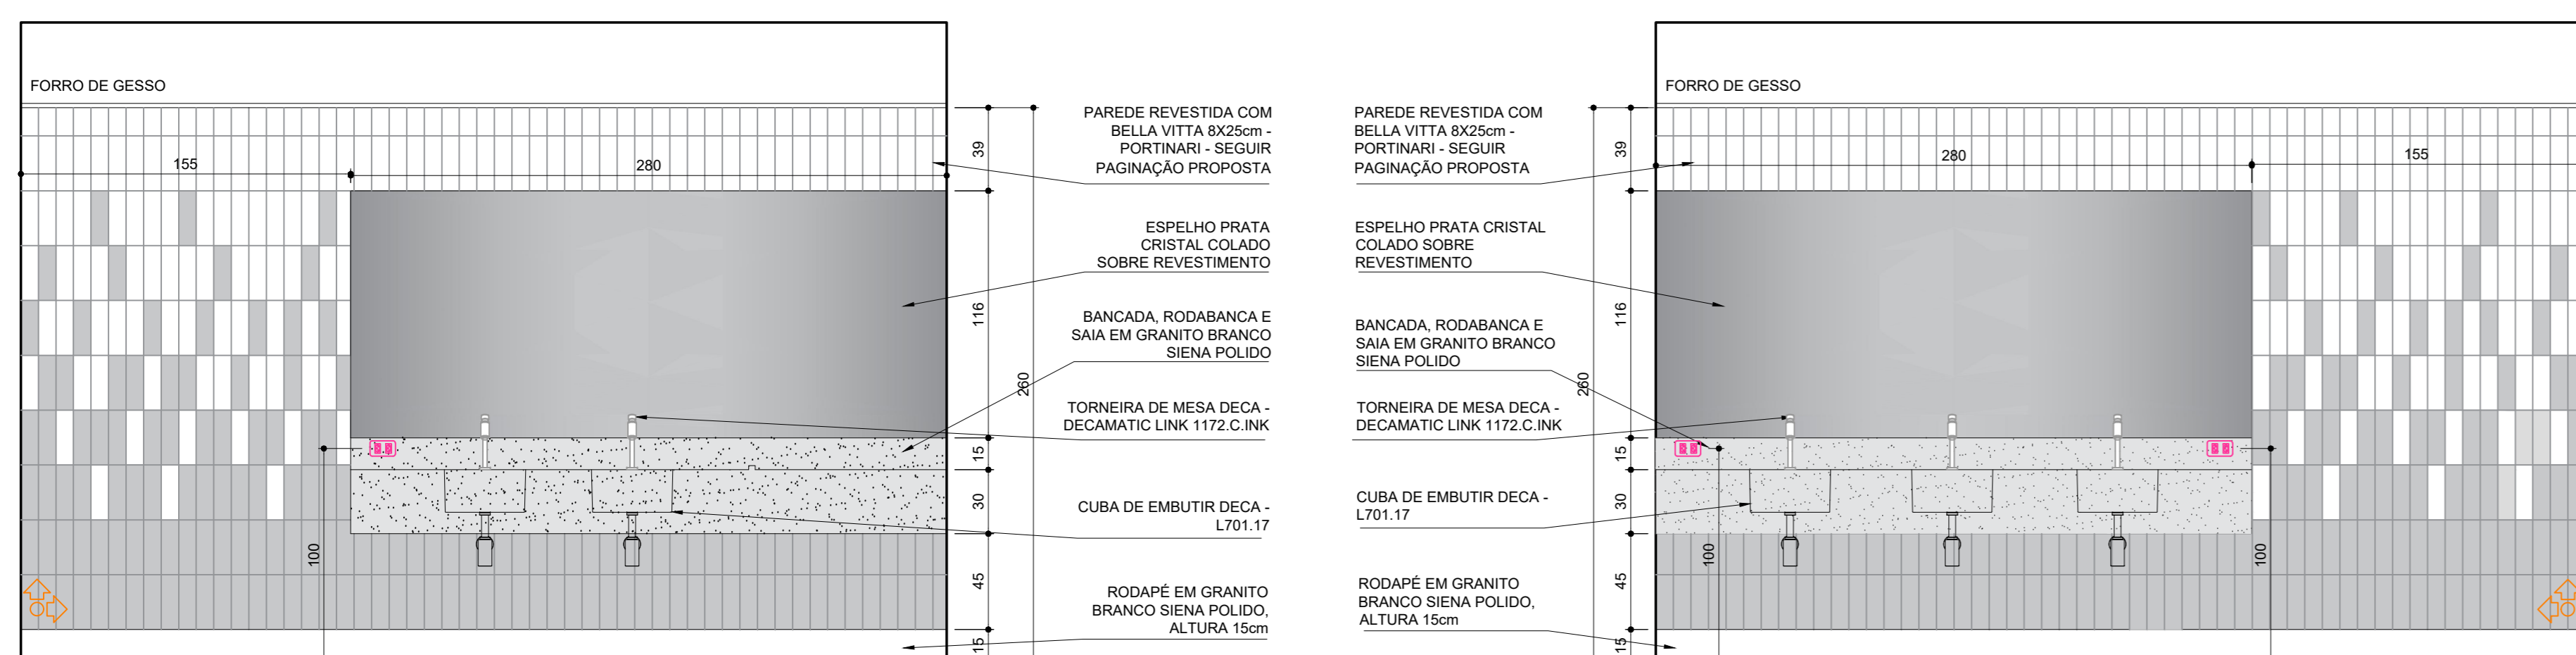 FORRO DE GESSO
155
280
39
116
260
15
30
100
45
15
PAREDE REVESTIDA COM
BELLA VITTA 8X25cm -
PORTINARI - SEGUIR
PAGINAÇÃO PROPOSTA
ESPELHO PRATA
CRISTAL COLADO
SOBRE REVESTIMENTO
BANCADA, RODABANCA E
SAIA EM GRANITO BRANCO
SIENA POLIDO
TORNEIRA DE MESA DECA -
DECAMATIC LINK 1172.C.INK
CUBA DE EMBUTIR DECA -
L701.17
RODAPÉ EM GRANITO
BRANCO SIENA POLIDO,
ALTURA 15cm
PAREDE REVESTIDA COM
BELLA VITTA 8X25cm -
PORTINARI - SEGUIR
PAGINAÇÃO PROPOSTA
ESPELHO PRATA CRISTAL
COLADO SOBRE
REVESTIMENTO
BANCADA, RODABANCA E
SAIA EM GRANITO BRANCO
SIENA POLIDO
TORNEIRA DE MESA DECA -
DECAMATIC LINK 1172.C.INK
CUBA DE EMBUTIR DECA -
L701.17
RODAPÉ EM GRANITO
BRANCO SIENA POLIDO,
ALTURA 15cm
FORRO DE GESSO
280
155
39
116
260
15
30
100
100
45
15